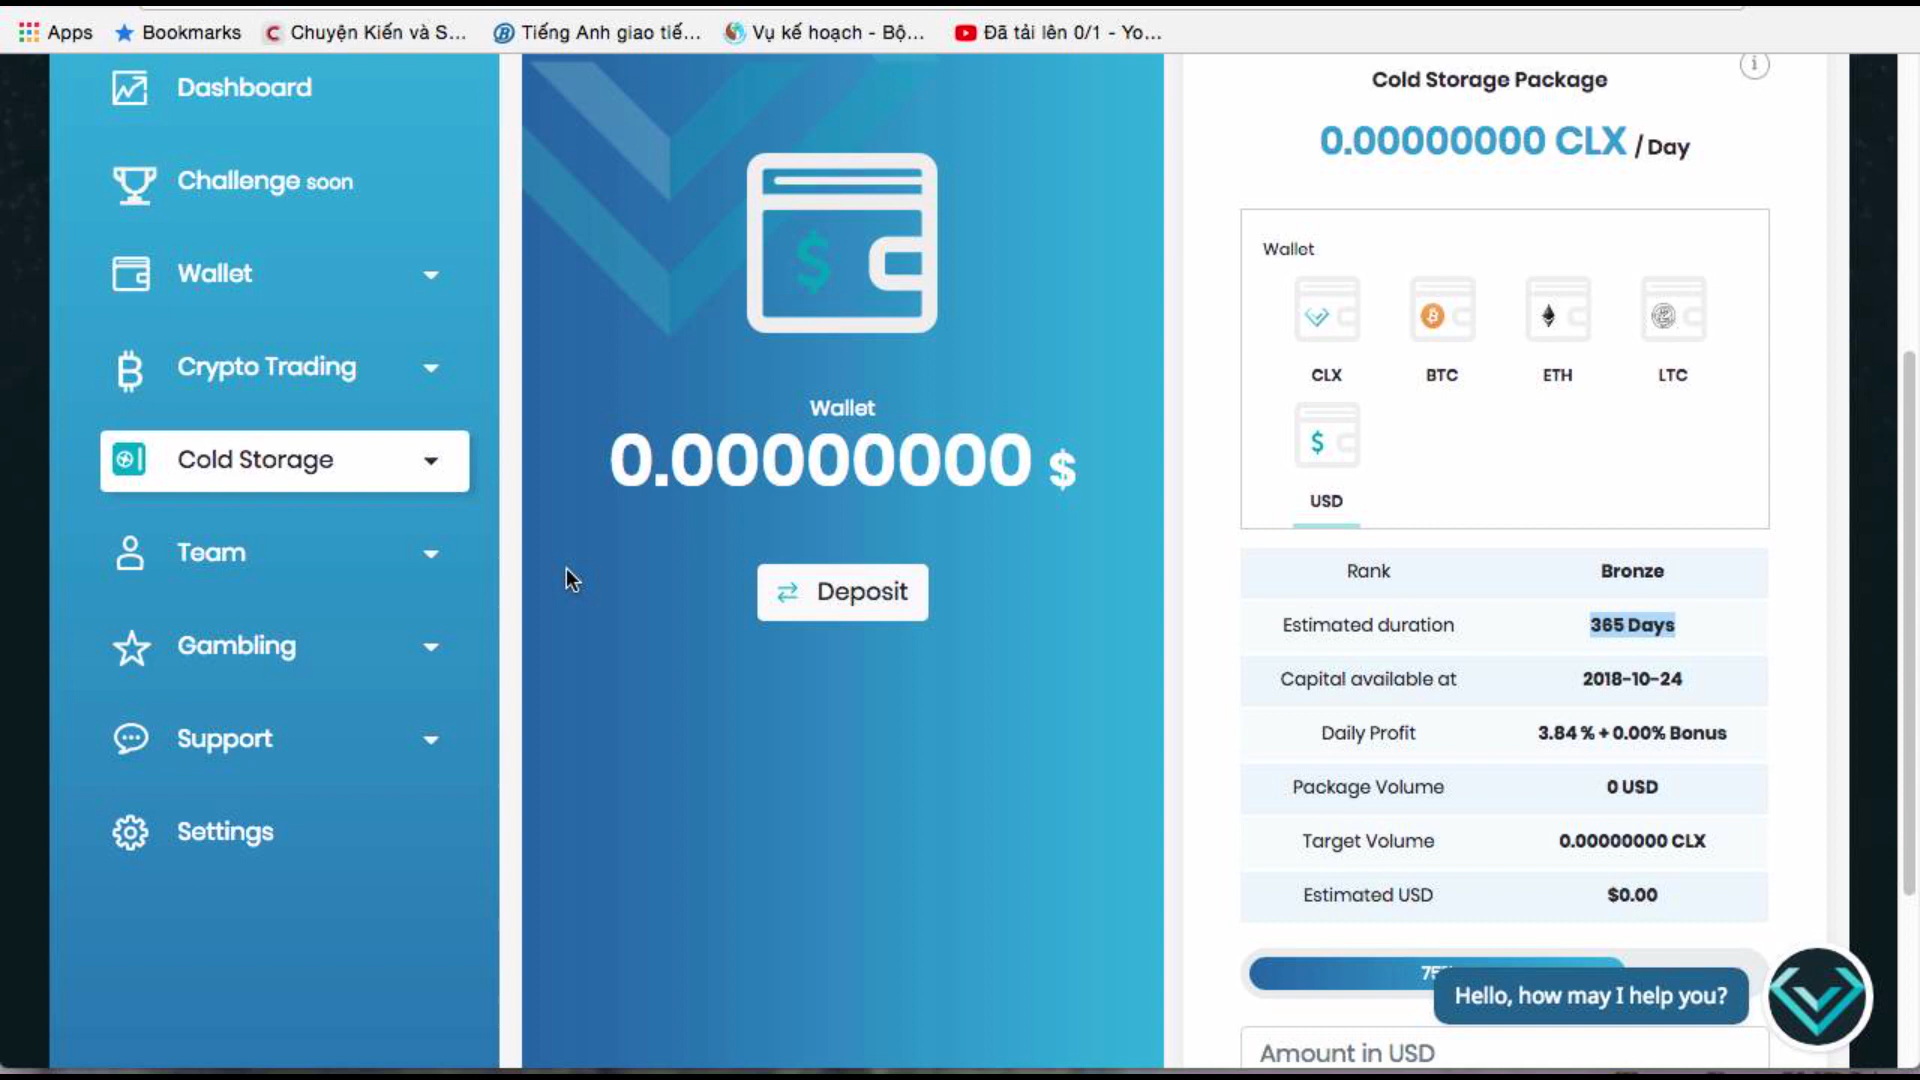 Apps
Bookmarks
Chuyện Kiến và S...
Tiếng Anh giao tiế...
Vụ kế hoạch - Bộ...
Đã tải lên 0/1 - Yo...
Dashboard
Challenge soon
Wallet
Crypto Trading
Cold Storage
Team
Gambling
Support
Settings
Wallet
0.00000000 $
Deposit
Cold Storage Package
0.00000000 CLX / Day
Wallet
CLX
BTC
ETH
LTC
USD
Rank Bronze
Estimated duration 365 Days
Capital available at 2018-10-24
Daily Profit 3.84 % + 0.00% Bonus
Package Volume 0 USD
Target Volume 0.00000000 CLX
Estimated USD $0.00
Hello, how may I help you?
Amount in USD